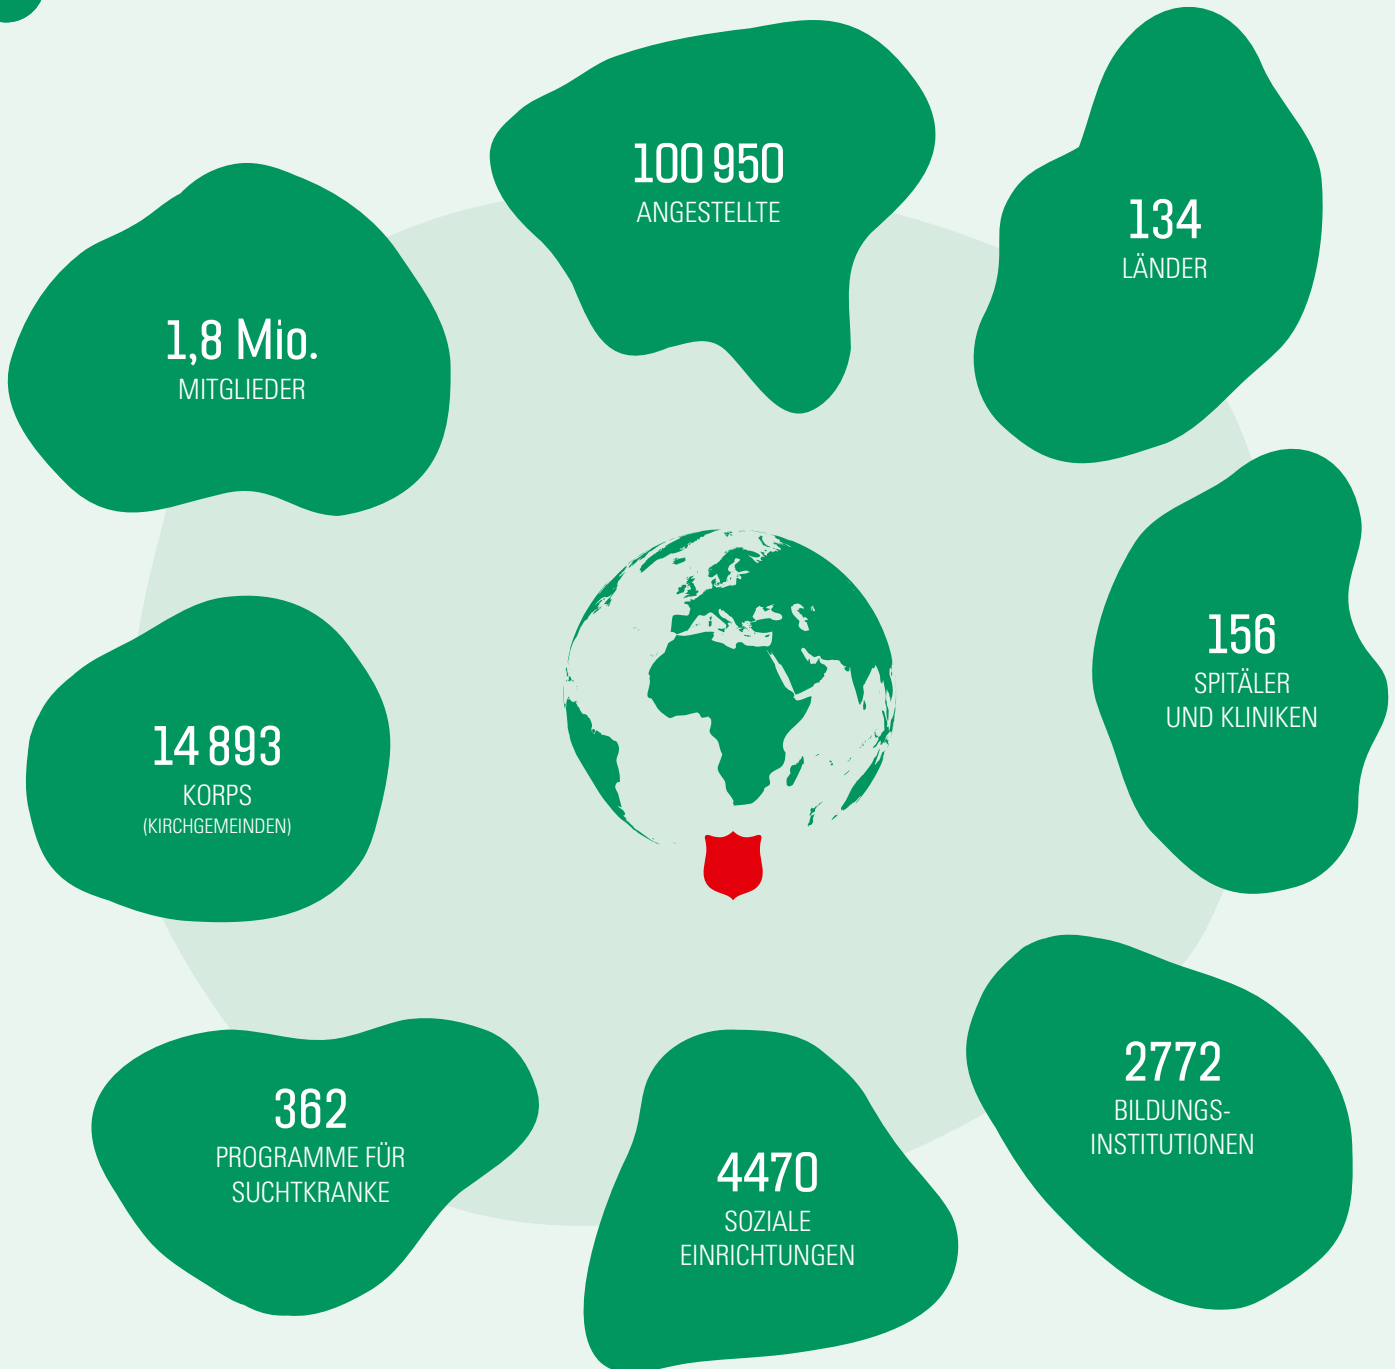 100 950
ANGESTELLTE
134
LÄNDER
1,8 Mio.
MITGLIEDER
156
SPITÄLER
UND KLINIKEN
14 893
KORPS
(KIRCHGEMEINDEN)
2772
BILDUNGS-
INSTITUTIONEN
362
PROGRAMME FÜR
SUCHTKRANKE
4470
SOZIALE
EINRICHTUNGEN